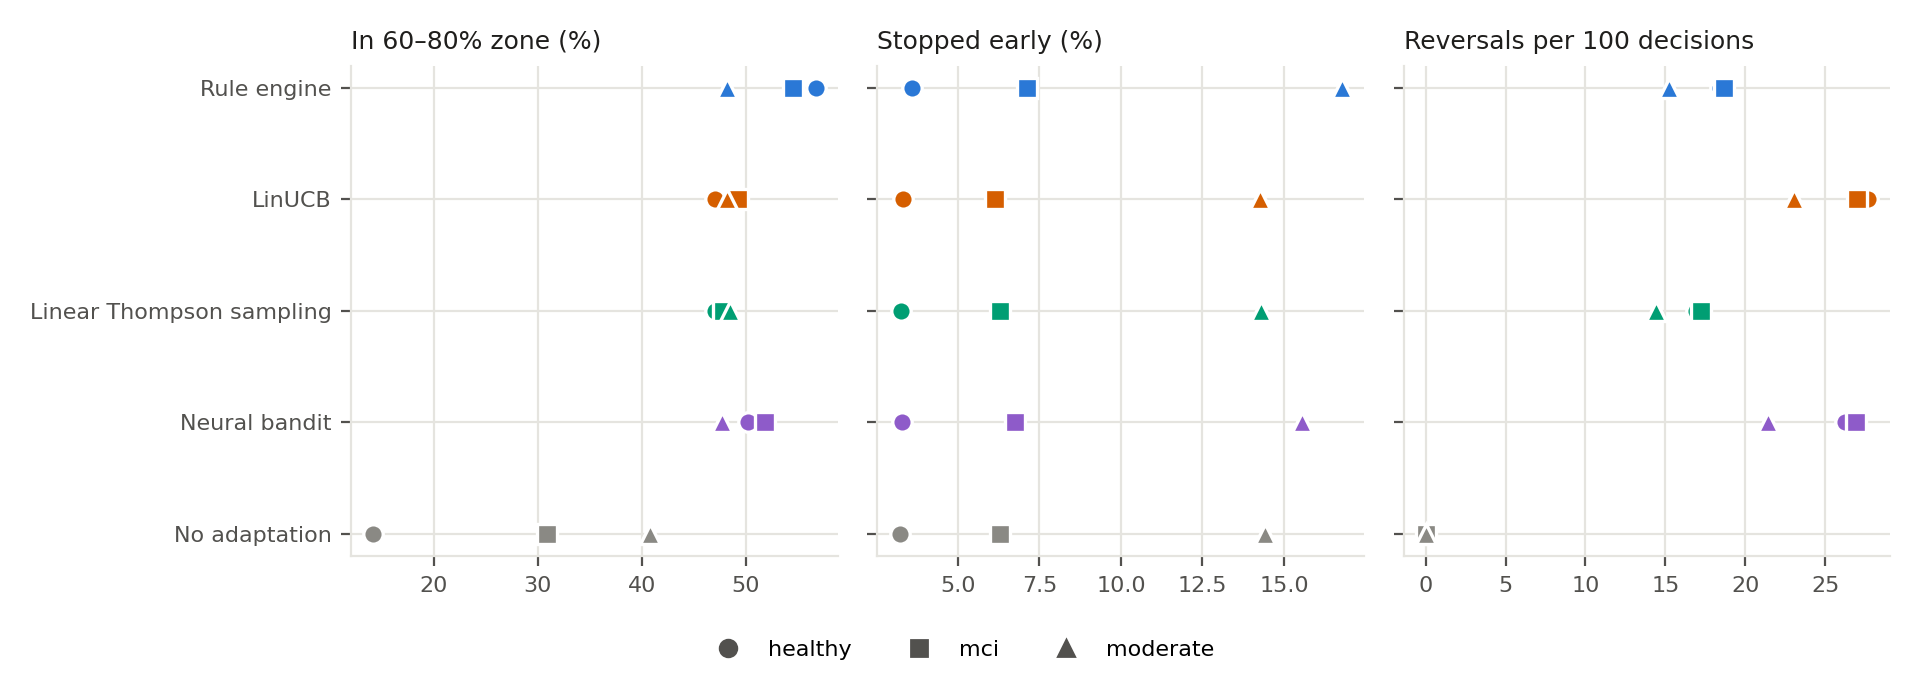 In 60–80% zone (%)
Stopped early (%)
Reversals per 100 decisions
Rule engine
LinUCB
Linear Thompson sampling
Neural bandit
No adaptation
20 30 40 50
5.0 7.5 10.0 12.5 15.0
0 5 10 15 20 25
healthy mci moderate